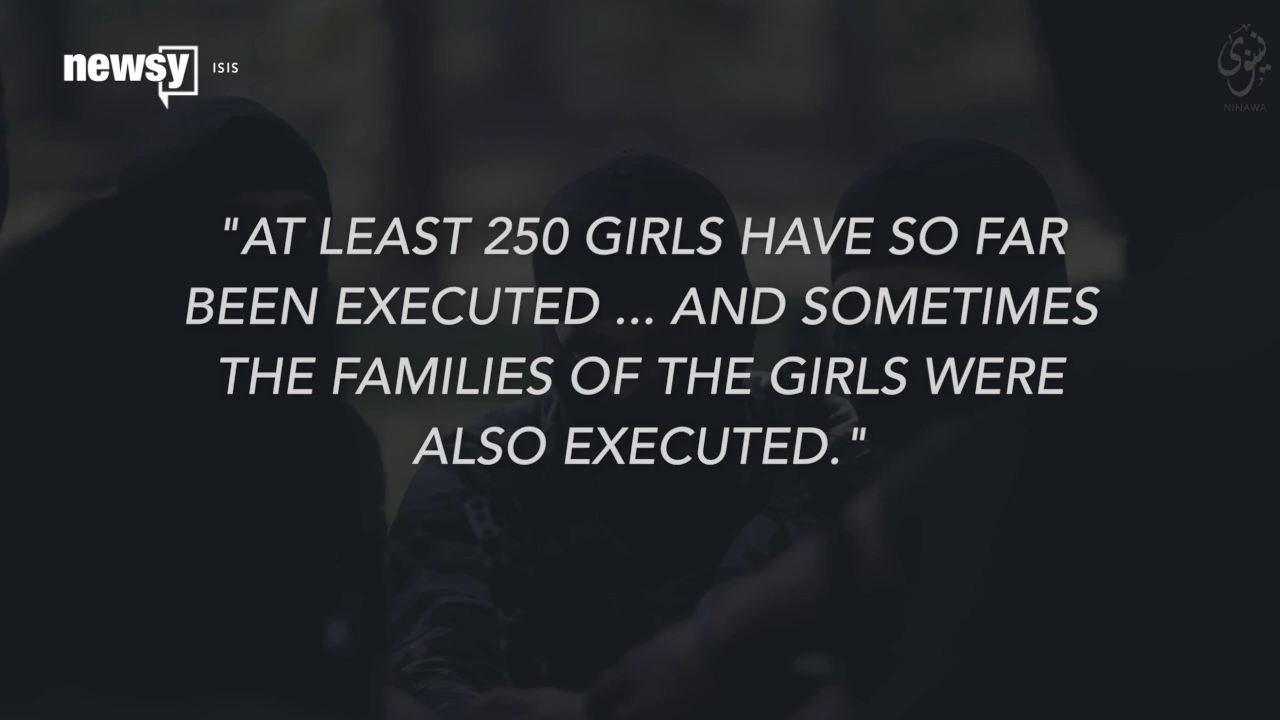 newsy
ISIS
نينوى
NINAWA
"AT LEAST 250 GIRLS HAVE SO FAR
BEEN EXECUTED ... AND SOMETIMES
THE FAMILIES OF THE GIRLS WERE
ALSO EXECUTED."